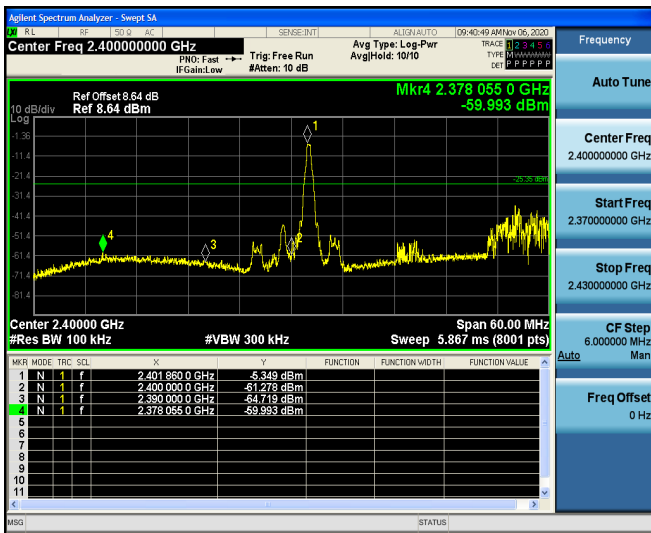 Agilent Spectrum Analyzer - Swept SA
LXI RL RF 50 Ω AC SENSE:INT ALIGN AUTO 09:40:49 AM Nov 06, 2020
Center Freq 2.400000000 GHz
PNO: Fast
IFGain:Low
Trig: Free Run
#Atten: 10 dB
Avg Type: Log-Pwr
Avg|Hold: 10/10
TRACE 1 2 3 4 5 6
TYPE M
DET P P P P P P
Ref Offset 8.64 dB
Ref 8.64 dBm
10 dB/div
Log
Mkr4 2.378 055 0 GHz
-59.993 dBm
-1.36
-11.4
-21.4
-31.4
-41.4
-51.4
-61.4
-71.4
-81.4
-25.35 dBm
1
2
3
4
Center 2.40000 GHz
#Res BW 100 kHz
#VBW 300 kHz
Span 60.00 MHz
Sweep 5.867 ms (8001 pts)
MKR MODE TRC SCL X Y FUNCTION FUNCTION WIDTH FUNCTION VALUE
1 N 1 f 2.401 860 0 GHz -5.349 dBm
2 N 1 f 2.400 000 0 GHz -61.278 dBm
3 N 1 f 2.390 000 0 GHz -64.719 dBm
4 N 1 f 2.378 055 0 GHz -59.993 dBm
5
6
7
8
9
10
11
MSG
STATUS
Frequency
Auto Tune
Center Freq
2.400000000 GHz
Start Freq
2.370000000 GHz
Stop Freq
2.430000000 GHz
CF Step
6.000000 MHz
Auto Man
Freq Offset
0 Hz